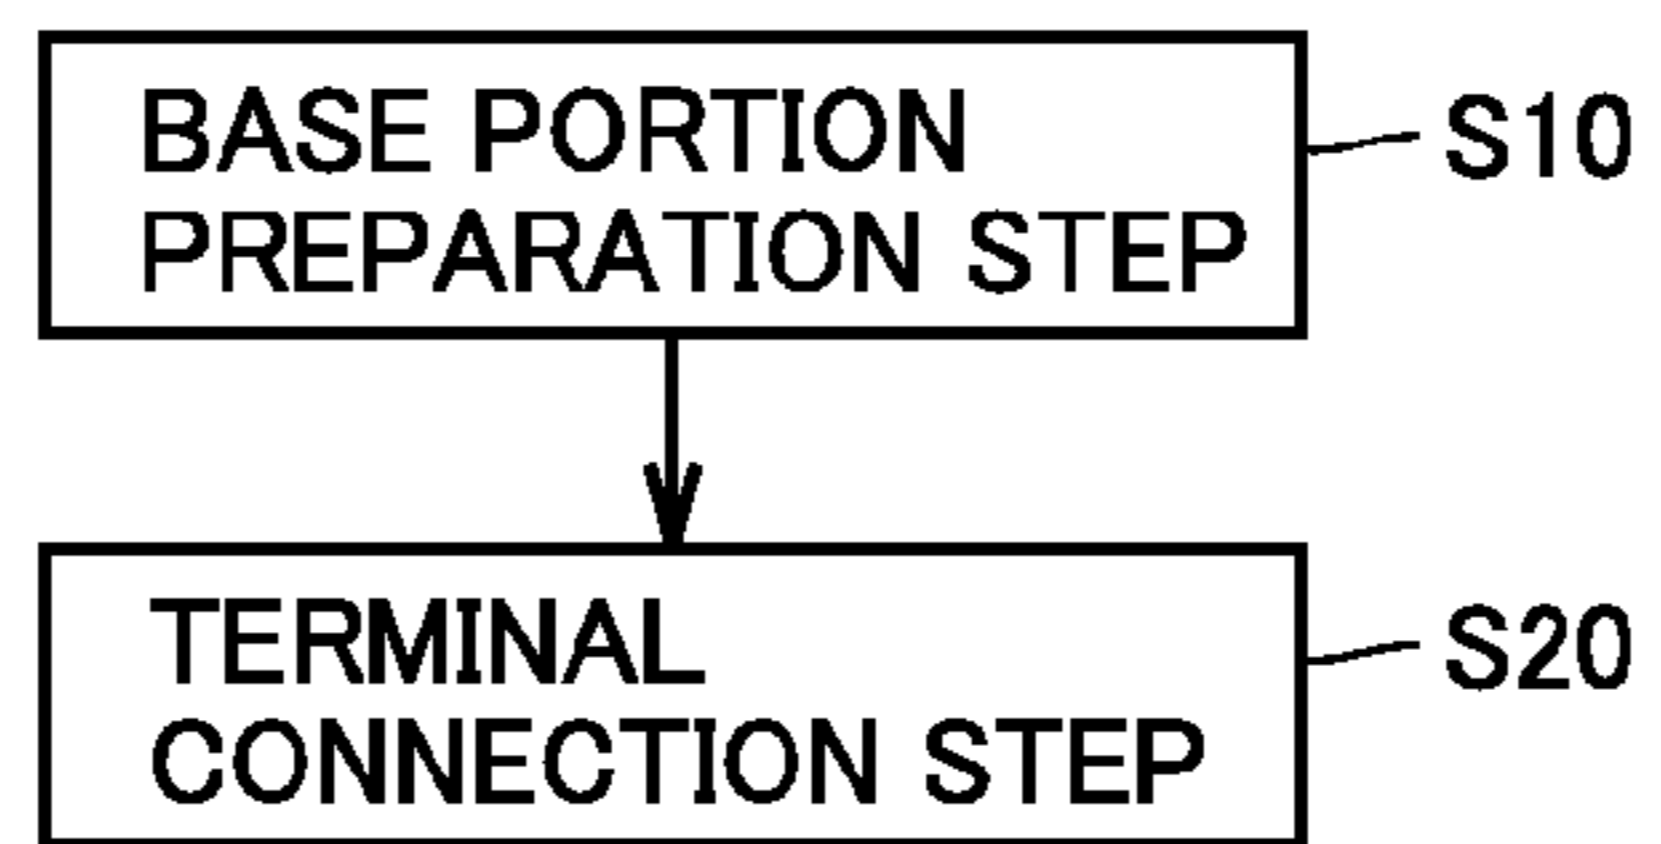 BASE PORTION
PREPARATION STEP
S10
TERMINAL
CONNECTION STEP
S20